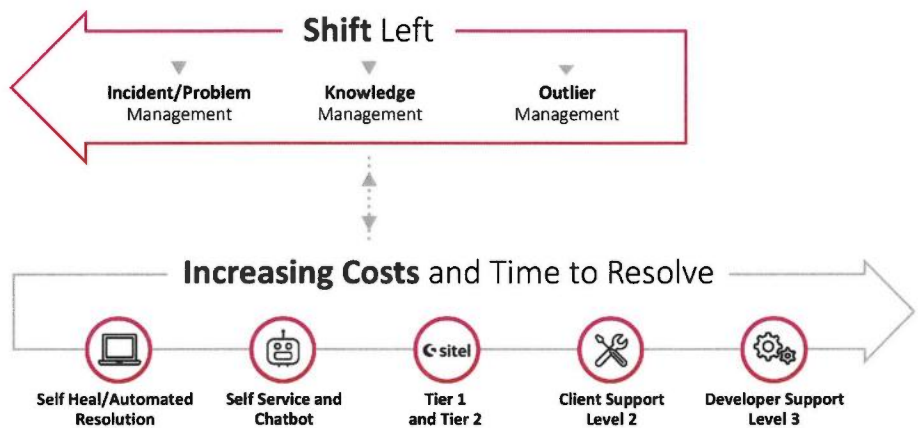 Shift Left
Incident/Problem
Management
Knowledge
Management
Outlier
Management
Increasing Costs and Time to Resolve
sitel
Self Heal/Automated
Resolution
Self Service and
Chatbot
Tier 1
and Tier 2
Client Support
Level 2
Developer Support
Level 3